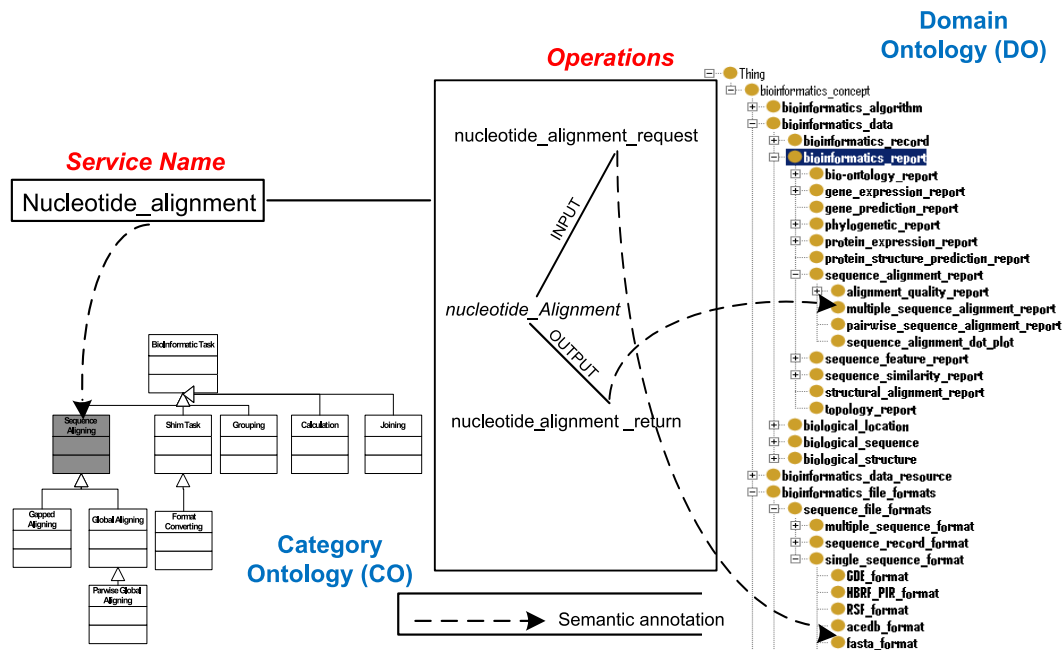 Domain
Ontology (DO)
Operations
Service Name
Nucleotide_alignment
nucleotide_alignment_request
INPUT
nucleotide_Alignment
OUTPUT
nucleotide_alignment _return
BioInformatic Task
Sequence
Aligning
Shim Task
Grouping
Calculation
Joining
Gapped
Aligning
Global Aligning
Format
Converting
Parwise Global
Aligning
Category
Ontology (CO)
Semantic annotation
Thing
bioinformatics_concept
bioinformatics_algorithm
bioinformatics_data
bioinformatics_record
bioinformatics_report
bio-ontology_report
gene_expression_report
gene_prediction_report
phylogenetic_report
protein_expression_report
protein_structure_prediction_report
sequence_alignment_report
alignment_quality_report
multiple_sequence_alignment_report
pairwise_sequence_alignment_report
sequence_alignment_dot_plot
sequence_feature_report
sequence_similarity_report
structural_alignment_report
topology_report
biological_location
biological_sequence
biological_structure
bioinformatics_data_resource
bioinformatics_file_formats
sequence_file_formats
multiple_sequence_format
sequence_record_format
single_sequence_format
GDE_format
NBRF_PIR_format
RSF_format
acedb_format
fasta_format